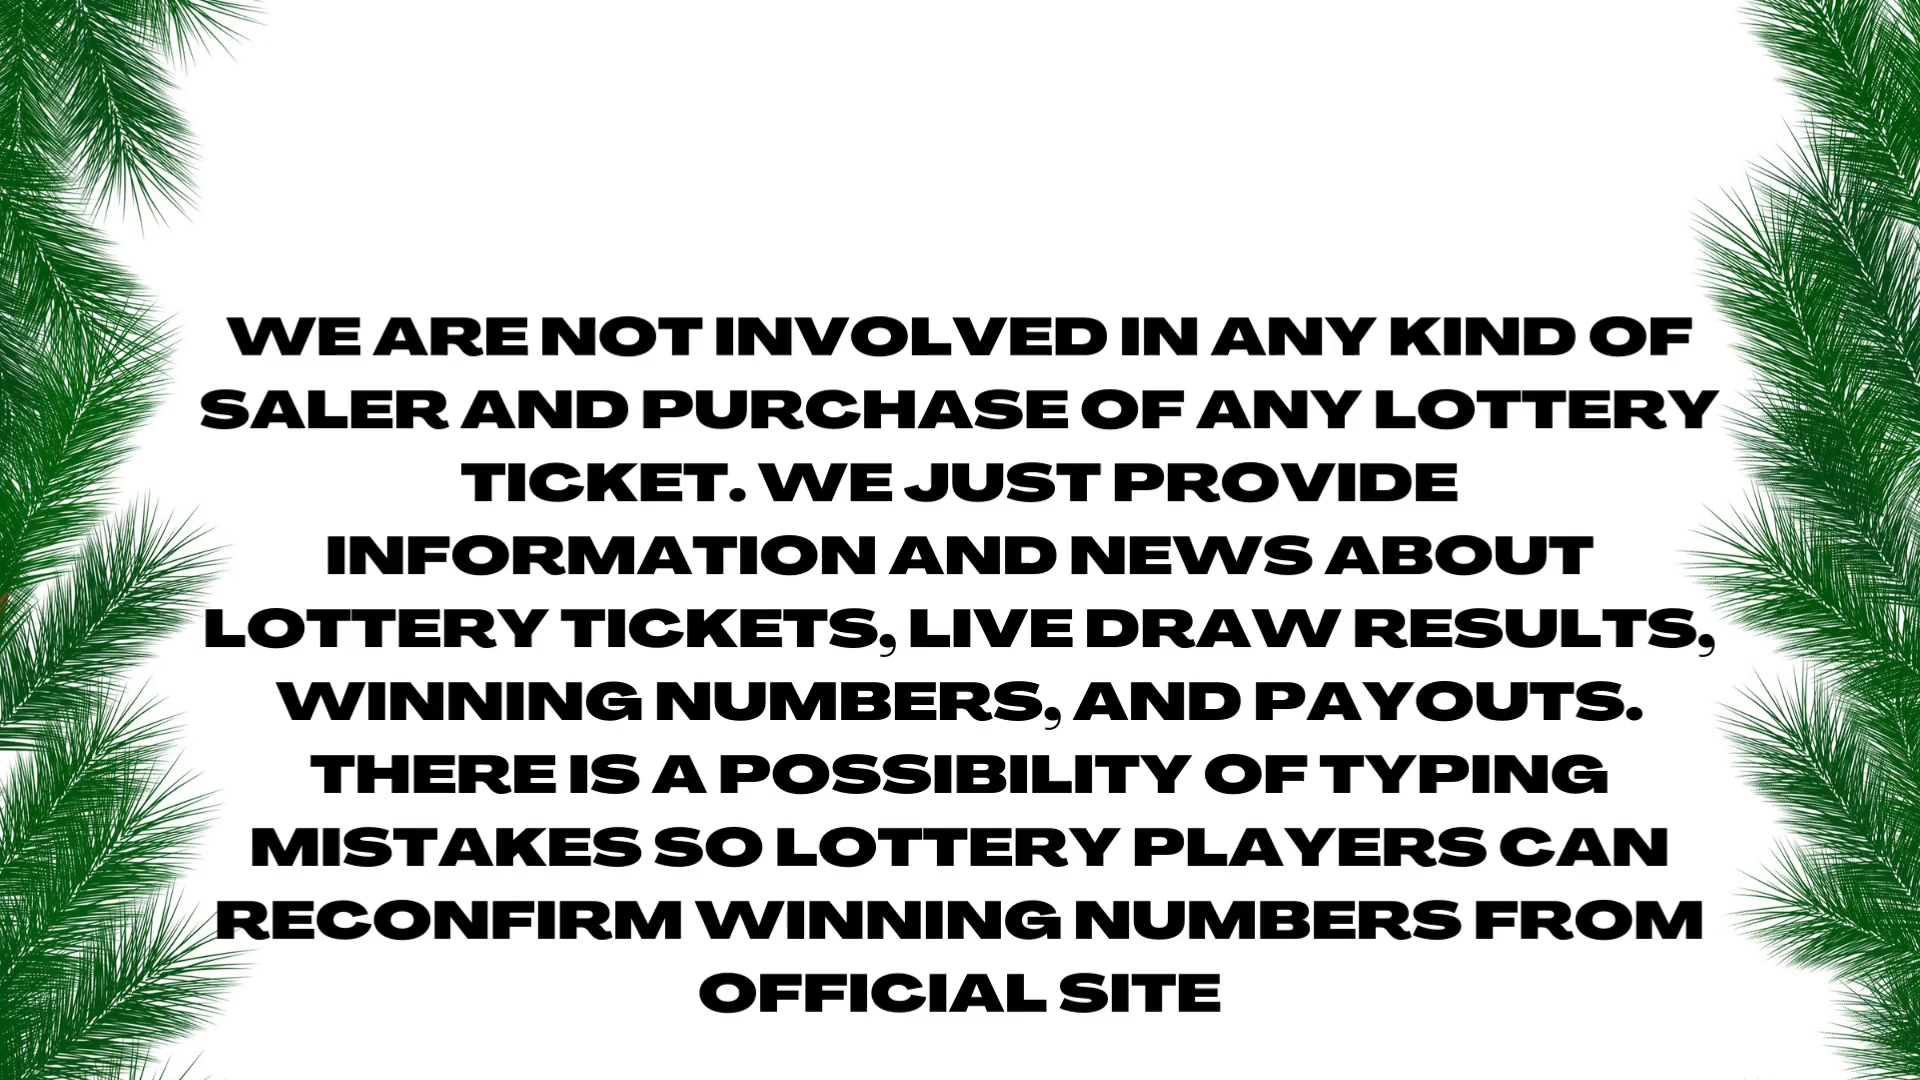 WE ARE NOT INVOLVED IN ANY KIND OF
SALER AND PURCHASE OF ANY LOTTERY
TICKET. WE JUST PROVIDE
INFORMATION AND NEWS ABOUT
LOTTERY TICKETS, LIVE DRAW RESULTS,
WINNING NUMBERS, AND PAYOUTS.
THERE IS A POSSIBILITY OF TYPING
MISTAKES SO LOTTERY PLAYERS CAN
RECONFIRM WINNING NUMBERS FROM
OFFICIAL SITE